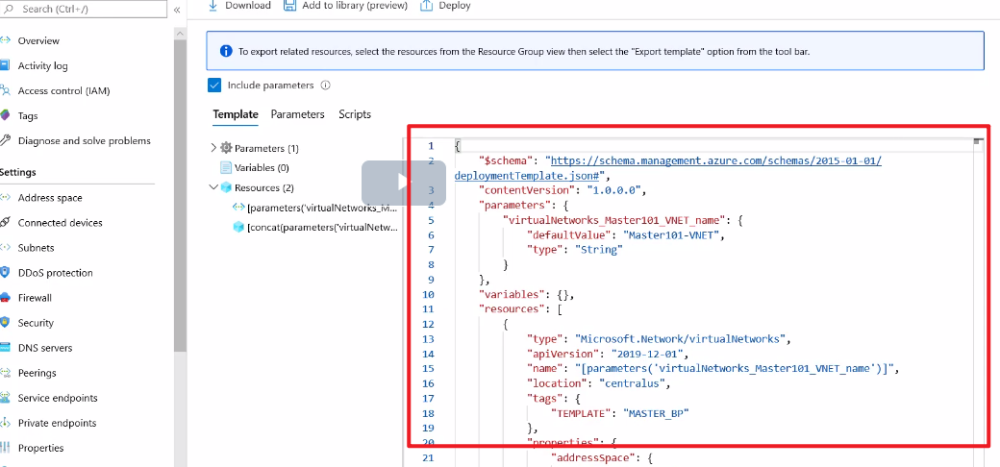 Search (Ctrl+/)
«
Download
Add to library (preview)
Deploy
Overview
Activity log
Access control (IAM)
Tags
Diagnose and solve problems
Settings
Address space
Connected devices
Subnets
DDoS protection
Firewall
Security
DNS servers
Peerings
Service endpoints
Private endpoints
Properties
To export related resources, select the resources from the Resource Group view then select the "Export template" option from the tool bar.
Include parameters
Template Parameters Scripts
Parameters (1)
Variables (0)
Resources (2)
[parameters('virtualNetworks_M...
[concat(parameters('virtualNetw...
1 {
2 "$schema": "https://schema.management.azure.com/schemas/2015-01-01/
deploymentTemplate.json#",
3 "contentVersion": "1.0.0.0",
4 "parameters": {
5 "virtualNetworks_Master101_VNET_name": {
6 "defaultValue": "Master101-VNET",
7 "type": "String"
8 }
9 },
10 "variables": {},
11 "resources": [
12 {
13 "type": "Microsoft.Network/virtualNetworks",
14 "apiVersion": "2019-12-01",
15 "name": "[parameters('virtualNetworks_Master101_VNET_name')]",
16 "location": "centralus",
17 "tags": {
18 "TEMPLATE": "MASTER_BP"
19 },
20 "properties": {
21 "addressSpace": {